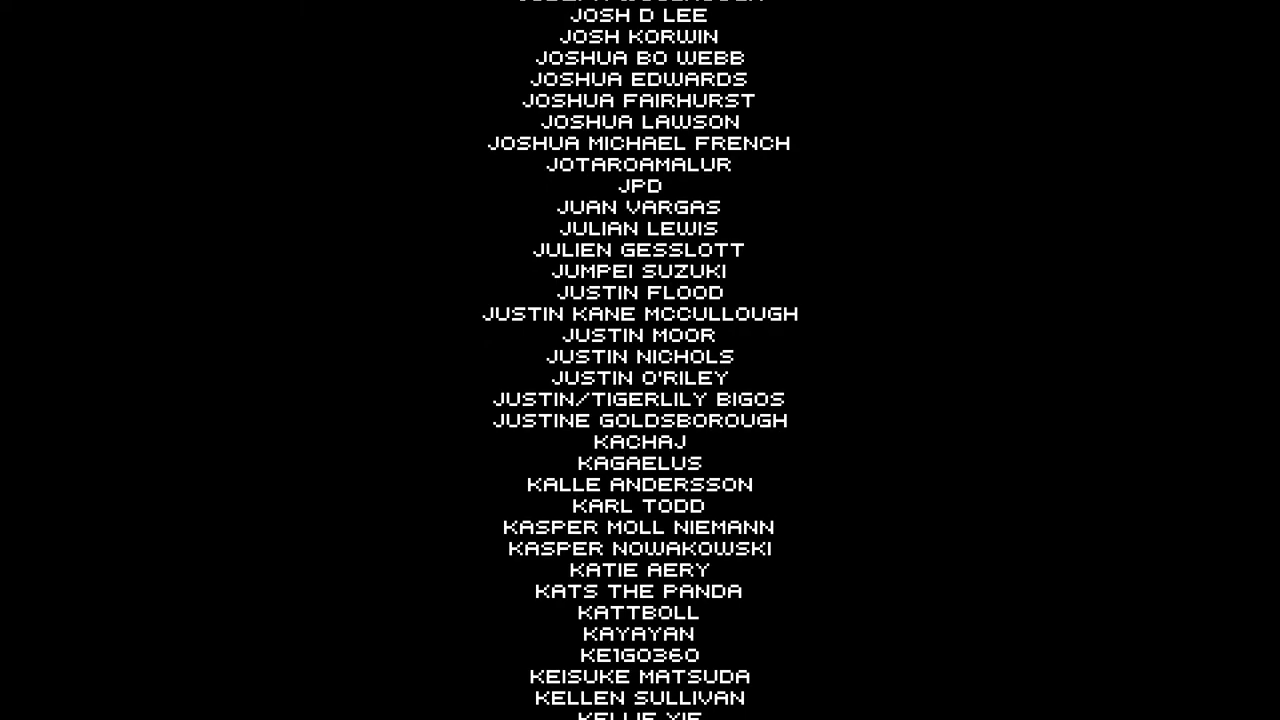 JOSH D LEE
JOSH KORWIN
JOSHUA BO WEBB
JOSHUA EDWARDS
JOSHUA FAIRHURST
JOSHUA LAWSON
JOSHUA MICHAEL FRENCH
JOTAROAMALUR
JPD
JUAN VARGAS
JULIAN LEWIS
JULIEN GESSLOTT
JUMPEI SUZUKI
JUSTIN FLOOD
JUSTIN KANE MCCULLOUGH
JUSTIN MOOR
JUSTIN NICHOLS
JUSTIN O'RILEY
JUSTIN/TIGERLILY BIGOS
JUSTINE GOLDSBOROUGH
KACHAJ
KAGAELUS
KALLE ANDERSSON
KARL TODD
KASPER MOLL NIEMANN
KASPER NOWAKOWSKI
KATIE AERY
KATS THE PANDA
KATTBOLL
KAYAYAN
KE1GO360
KEISUKE MATSUDA
KELLEN SULLIVAN
KELLIE XIE